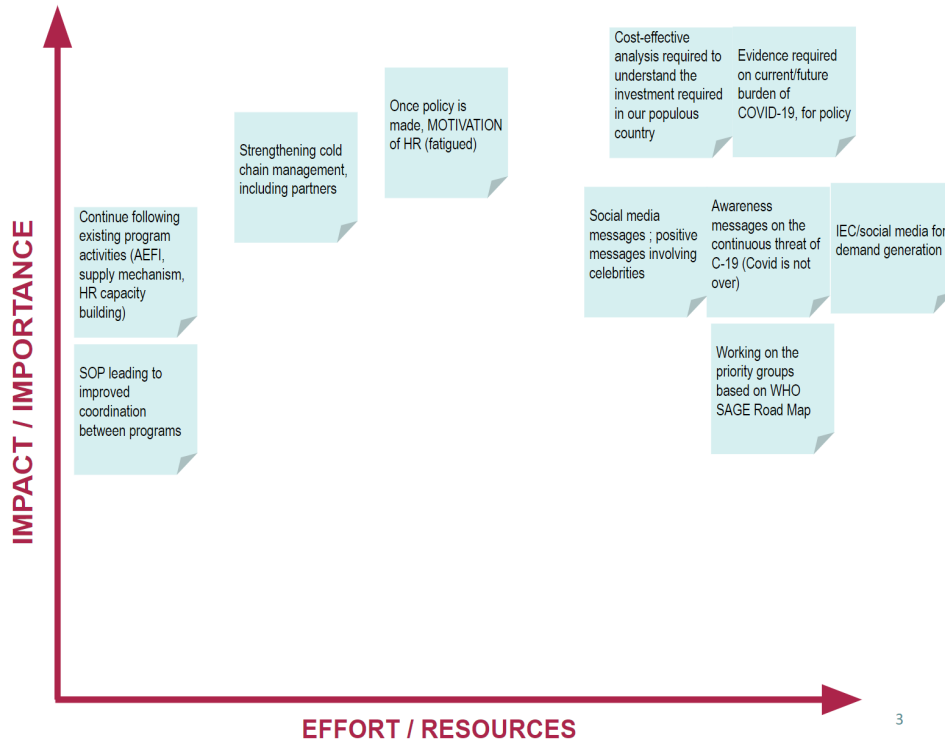 IMPACT / IMPORTANCE
Cost-effective
analysis required to
understand the
investment required
in our populous
country
Evidence required
on current/future
burden of
COVID-19, for policy
Once policy is
made, MOTIVATION
of HR (fatigued)
Strengthening cold
chain management,
including partners
Continue following
existing program
activities (AEFI,
supply mechanism,
HR capacity
building)
Social media
messages ; positive
messages involving
celebrities
Awareness
messages on the
continuous threat of
C-19 (Covid is not
over)
IEC/social media for
demand generation
SOP leading to
improved
coordination
between programs
Working on the
priority groups
based on WHO
SAGE Road Map
EFFORT / RESOURCES
3